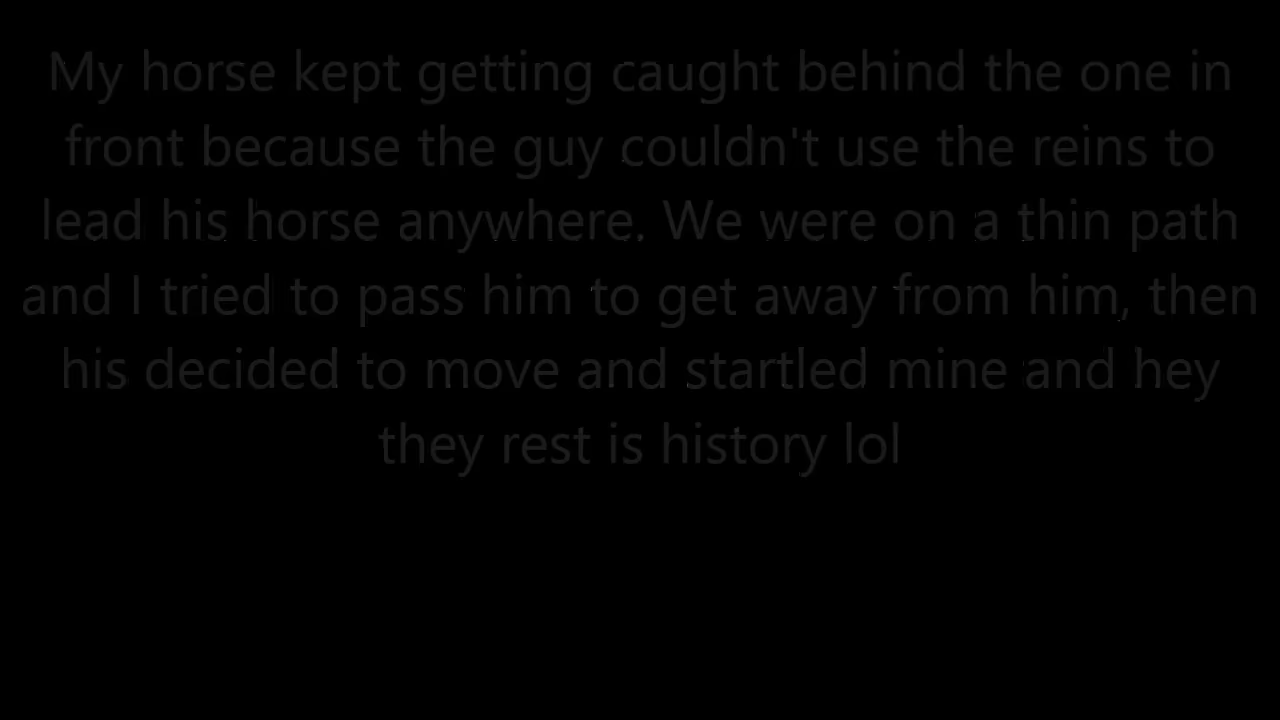 My horse kept getting caught behind the one in
front because the guy couldn't use the reins to
lead his horse anywhere. We were on a thin path
and I tried to pass him to get away from him, then
his decided to move and startled mine and hey
they rest is history lol